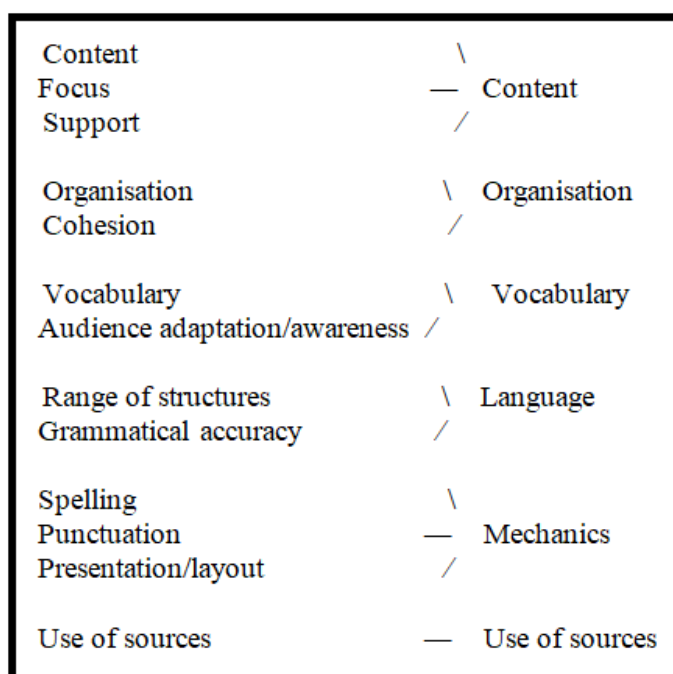 Content \
Focus — Content
Support /
Organisation \ Organisation
Cohesion /
Vocabulary \ Vocabulary
Audience adaptation/awareness /
Range of structures \ Language
Grammatical accuracy /
Spelling \
Punctuation — Mechanics
Presentation/layout /
Use of sources — Use of sources